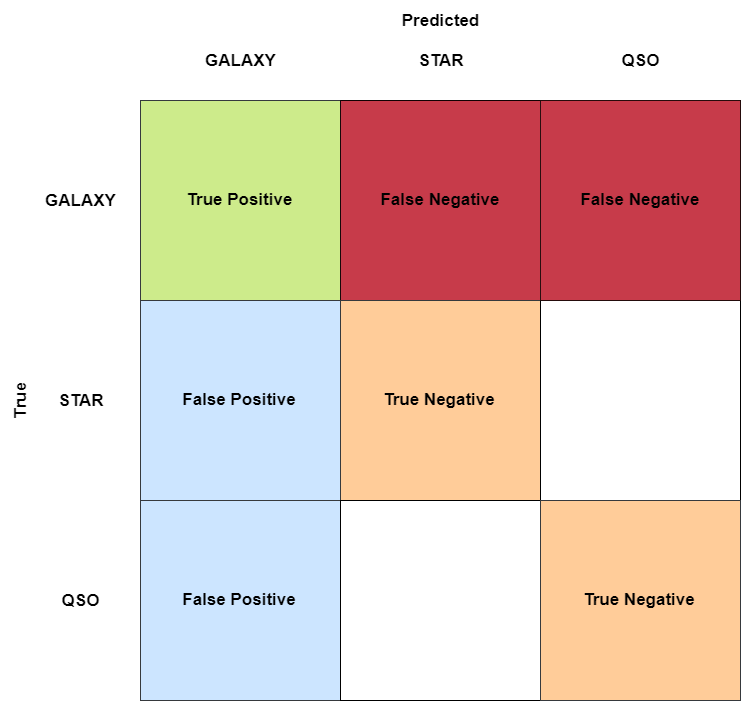 Predicted
GALAXY STAR QSO
GALAXY True Positive False Negative False Negative
True STAR False Positive True Negative
QSO False Positive True Negative